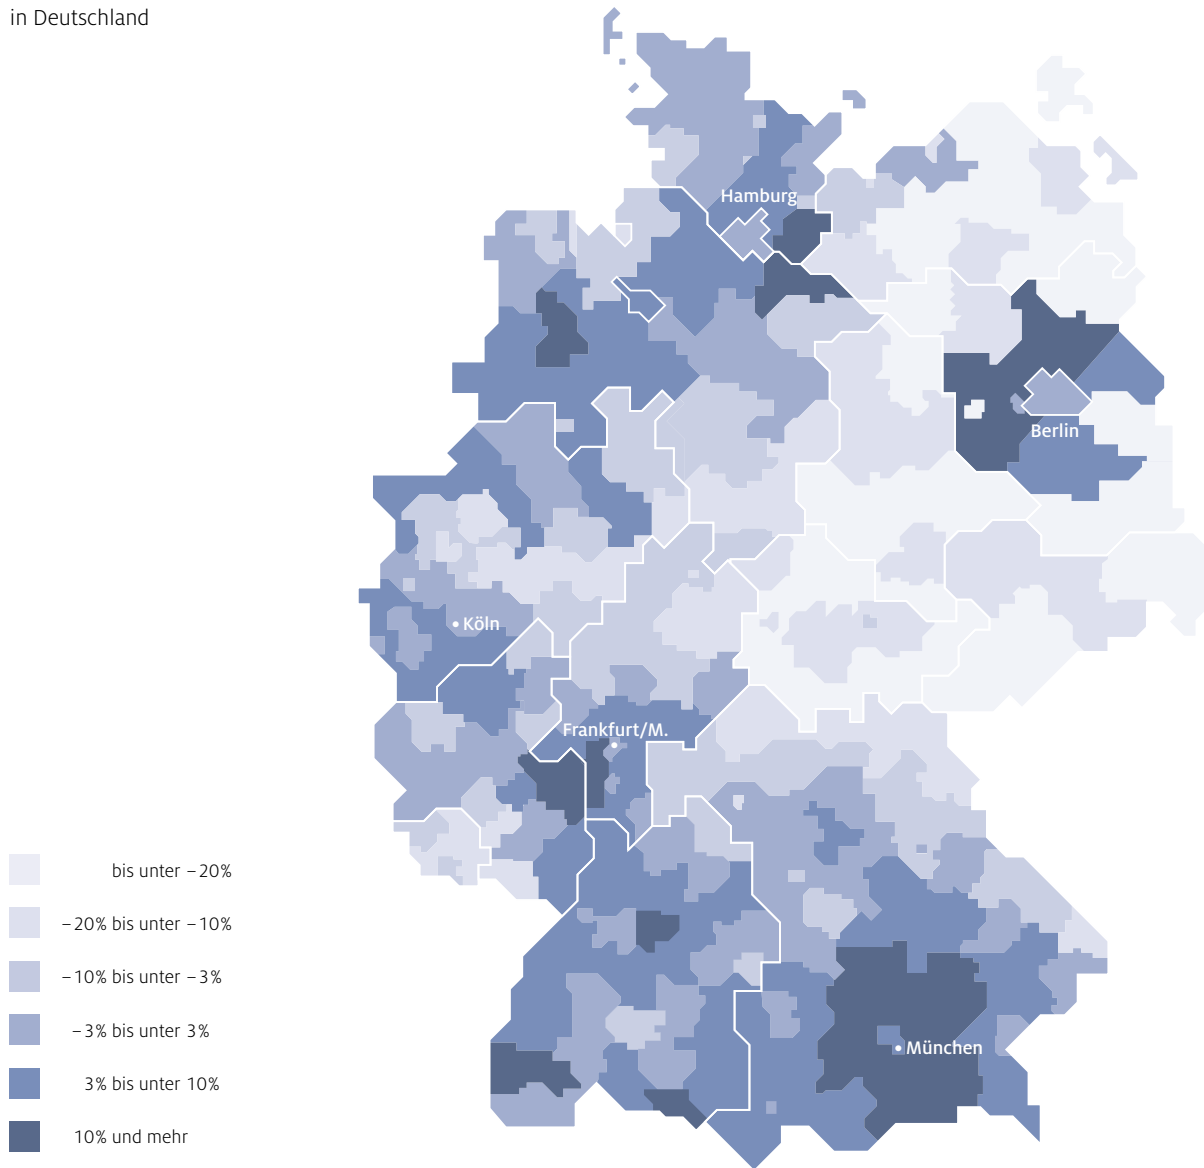 in Deutschland
Hamburg
Berlin
Köln
Frankfurt/M.
München
bis unter –20%
–20% bis unter –10%
–10% bis unter –3%
–3% bis unter 3%
3% bis unter 10%
10% und mehr